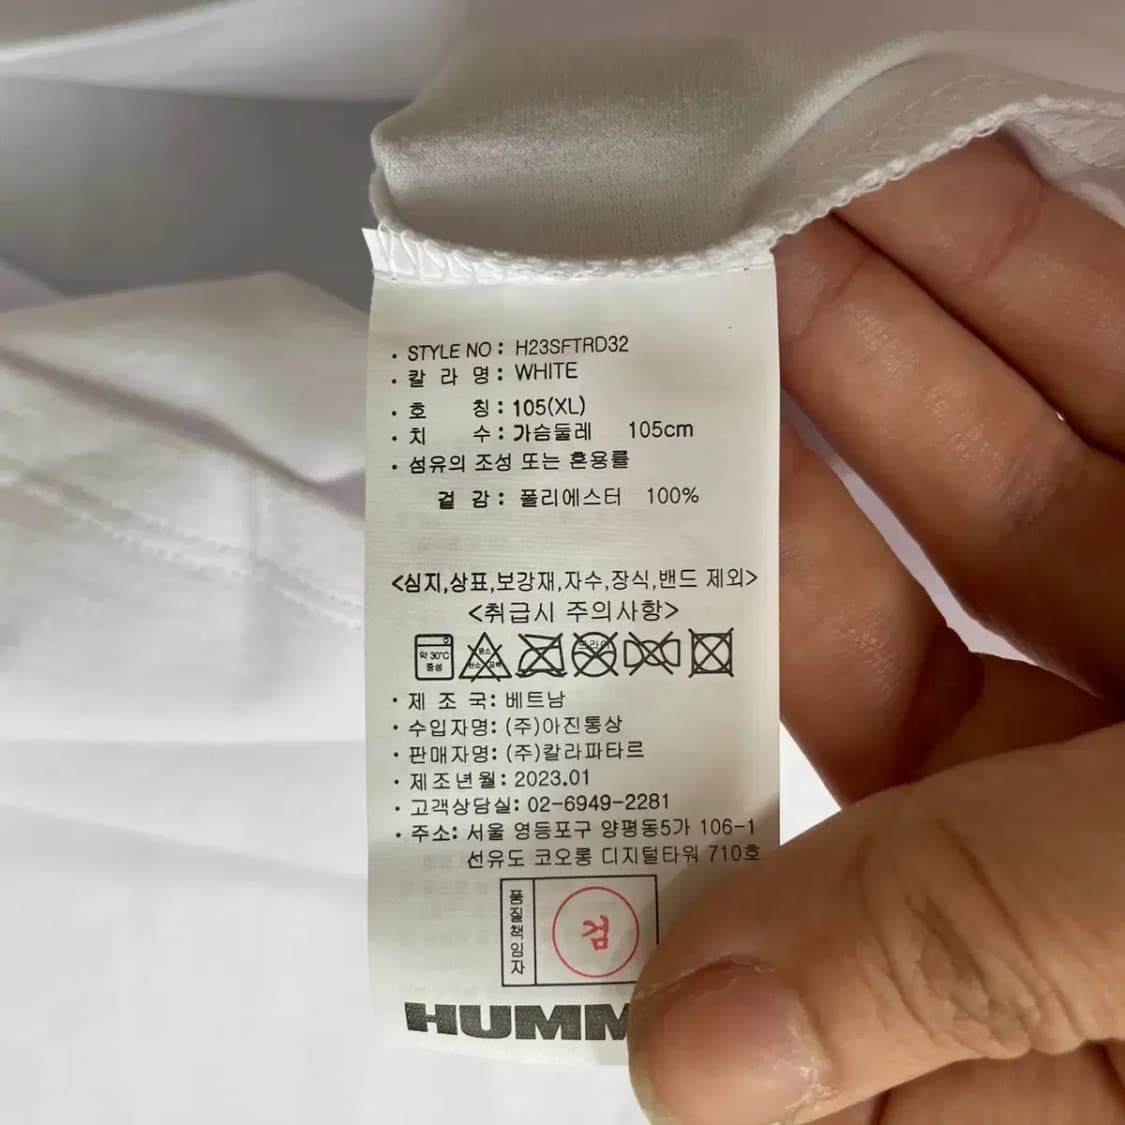 · STYLE NO : H23SFTRD32
· 칼 라 명 : WHITE
· 호 칭 : 105(XL)
· 치 수 : 가슴둘레 105cm
· 섬유의 조성 또는 혼용률
겉 감 : 폴리에스터 100%
<심지,상표,보강재,자수,장식,밴드 제외>
<취급시 주의사항>
약 30°C
중성
· 제 조 국: 베트남
· 수입자명: (주)아진통상
· 판매자명: (주)칼라파타르
· 제조년월: 2023.01
· 고객상담실: 02-6949-2281
· 주소: 서울 영등포구 양평동5가 106-1
선유도 코오롱 디지털타워 710호
품질책임자
검
HUMM